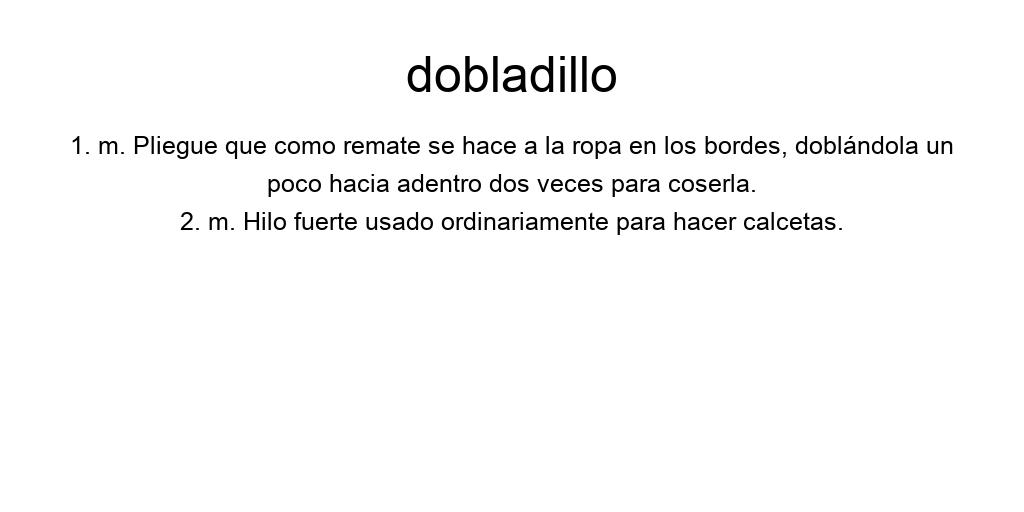 dobladillo
1. m. Pliegue que como remate se hace a la ropa en los bordes, doblándola un
poco hacia adentro dos veces para coserla.
2. m. Hilo fuerte usado ordinariamente para hacer calcetas.